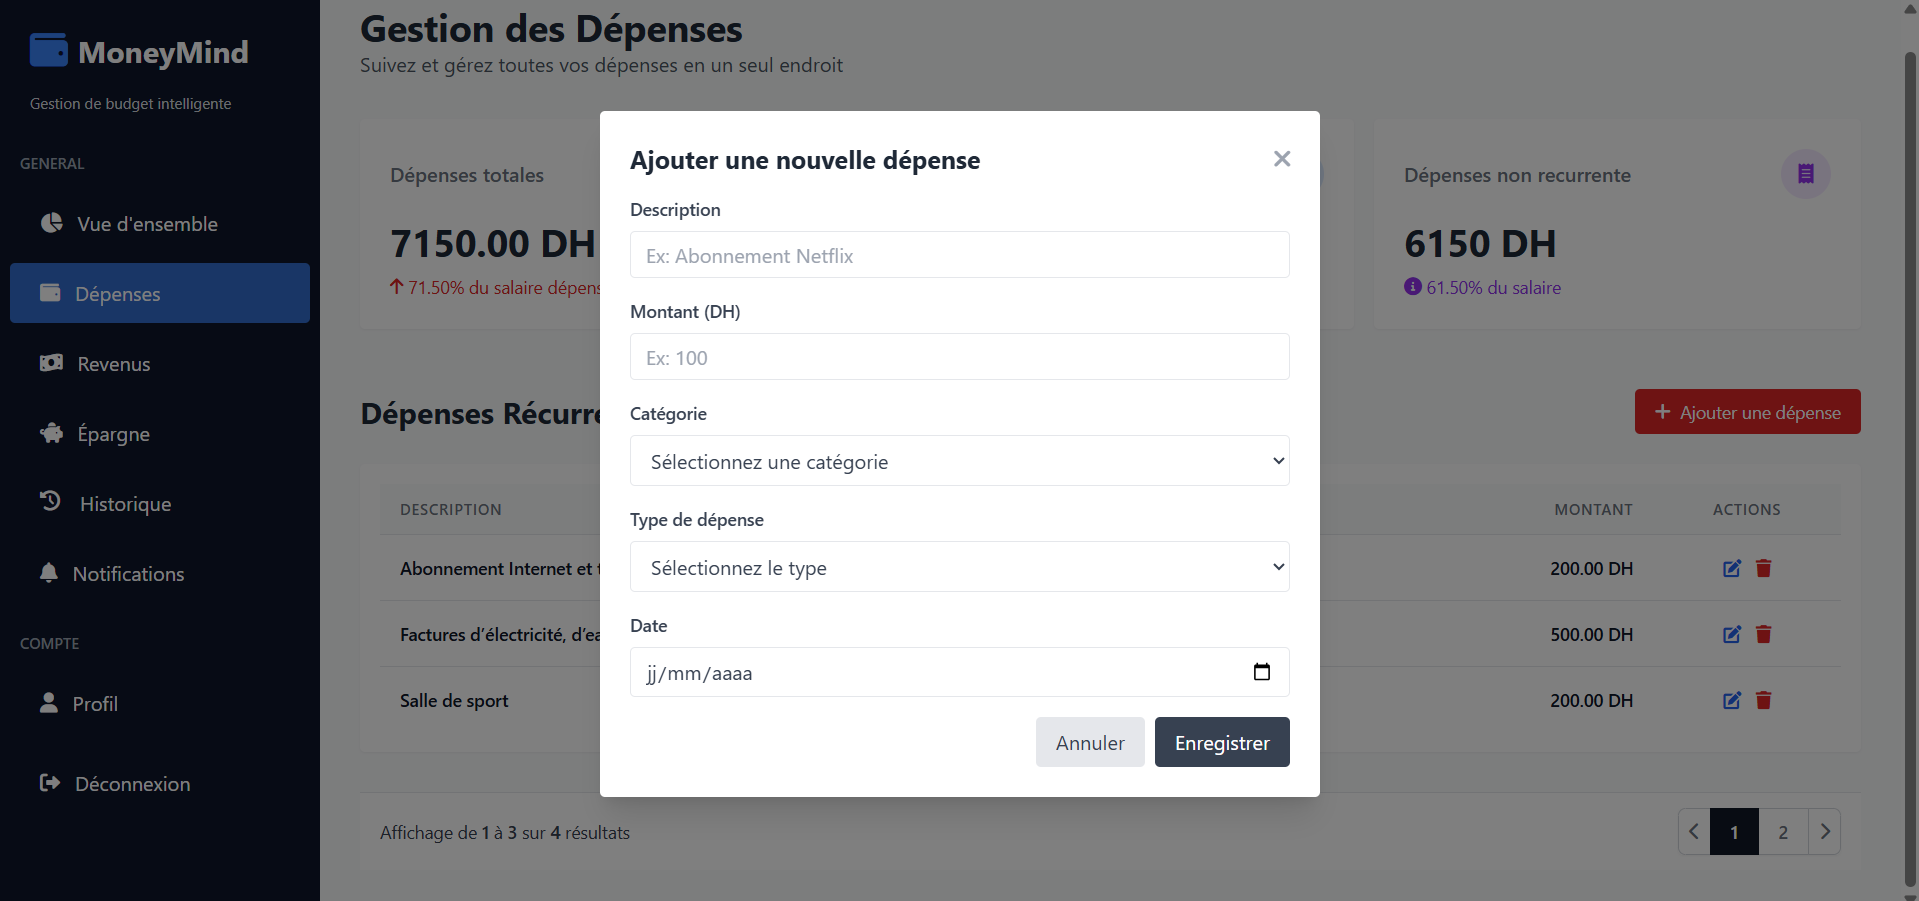 MoneyMind
Gestion de budget intelligente
GENERAL
Vue d'ensemble
Dépenses
Revenus
Épargne
Historique
Notifications
COMPTE
Profil
Déconnexion
Gestion des Dépenses
Suivez et gérez toutes vos dépenses en un seul endroit
Dépenses totales
7150.00 DH
71.50% du salaire dépens
Dépenses non recurrente
6150 DH
61.50% du salaire
Dépenses Récurre
Ajouter une dépense
DESCRIPTION
MONTANT
ACTIONS
Abonnement Internet et
200.00 DH
Factures d’électricité, d’ea
500.00 DH
Salle de sport
200.00 DH
Affichage de 1 à 3 sur 4 résultats
1
2
Ajouter une nouvelle dépense
Description
Ex: Abonnement Netflix
Montant (DH)
Ex: 100
Catégorie
Sélectionnez une catégorie
Type de dépense
Sélectionnez le type
Date
jj/mm/aaaa
Annuler
Enregistrer